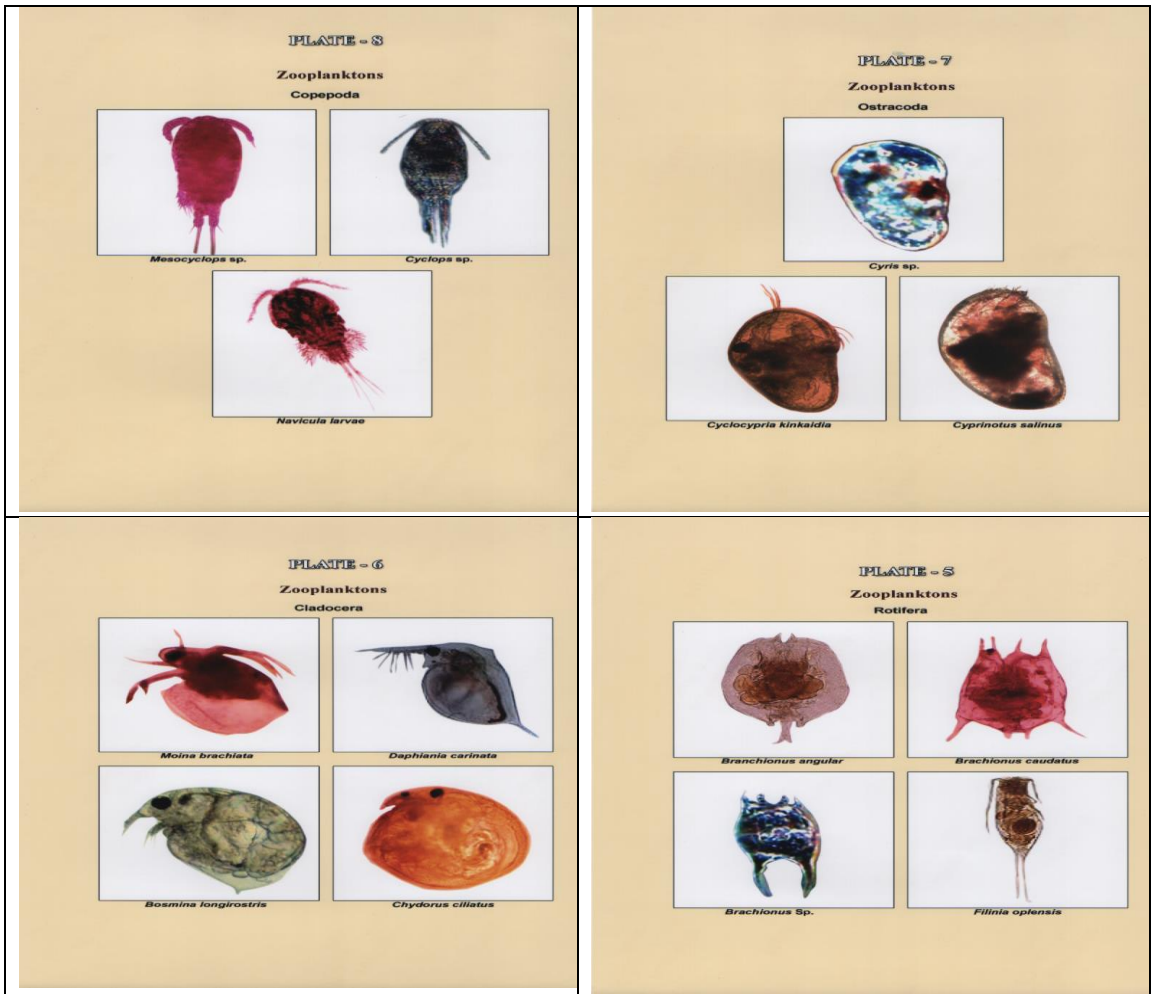 PLATE - 8
Zooplanktons
Copepoda
Mesocyclops sp.
Cyclops sp.
Navicula larvae
PLATE - 7
Zooplanktons
Ostracoda
Cyris sp.
Cyclocypria kinkaidia
Cyprinotus salinus
PLATE - 6
Zooplanktons
Cladocera
Moina brachiata
Daphiania carinata
Bosmina longirostris
Chydorus ciliatus
PLATE - 5
Zooplanktons
Rotifera
Branchionus angular
Brachionus caudatus
Brachionus Sp.
Filinia oplensis